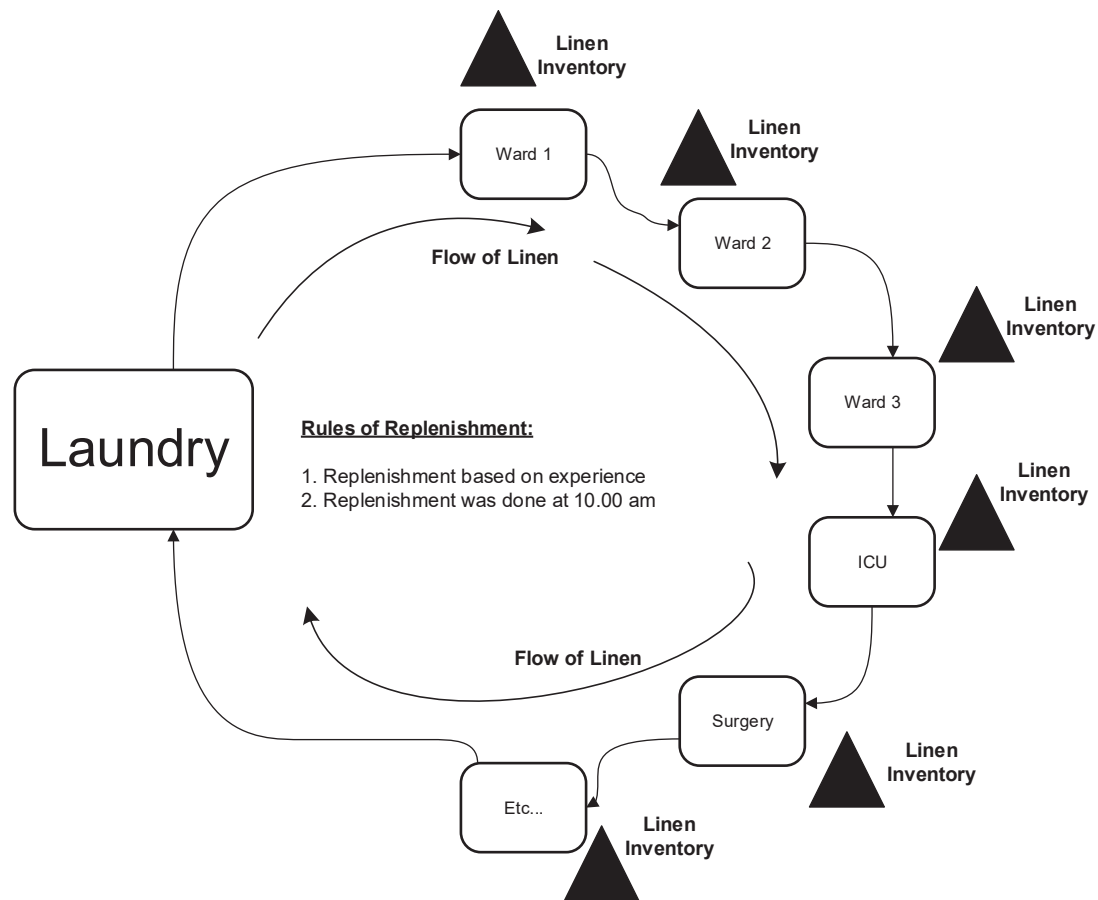 Linen
Inventory
Ward 1
Linen
Inventory
Ward 2
Flow of Linen
Linen
Inventory
Ward 3
Laundry
Rules of Replenishment:
1. Replenishment based on experience
2. Replenishment was done at 10.00 am
Linen
Inventory
ICU
Flow of Linen
Surgery
Linen
Inventory
Etc...
Linen
Inventory